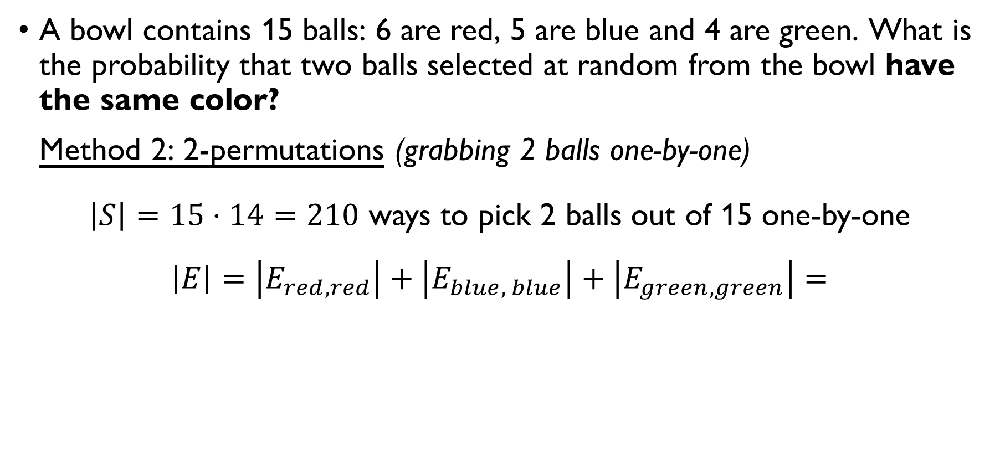 • A bowl contains 15 balls: 6 are red, 5 are blue and 4 are green. What is
the probability that two balls selected at random from the bowl have
the same color?
Method 2: 2-permutations (grabbing 2 balls one-by-one)
|S| = 15 · 14 = 210 ways to pick 2 balls out of 15 one-by-one
|E| = |E_{red,red}| + |E_{blue, blue}| + |E_{green,green}| =